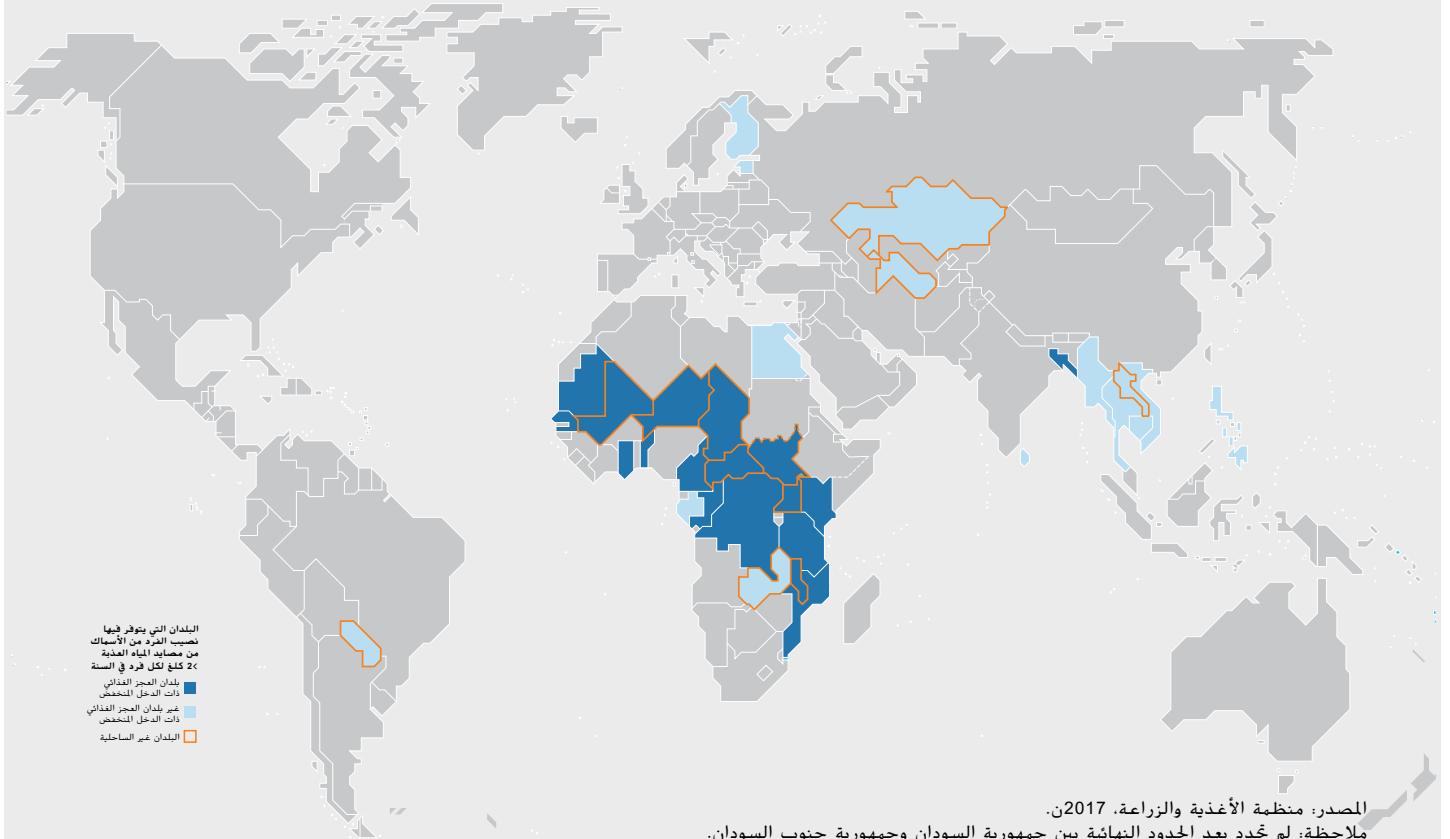 البلدان التي يتوفر فيها
نصيب الفرد من الأسماك
من مصايد المياه العذبة
>2 كلغ لكل فرد في السنة
بلدان العجز الغذائي
ذات الدخل المنخفض
غير بلدان العجز الغذائي
ذات الدخل المنخفض
البلدان غير الساحلية
المصدر: منظمة الأغذية والزراعة، 2017ن.
ملاحظة: لم تحدد بعد الحدود النهائية بين جمهورية السودان وجمهورية جنوب السودان.